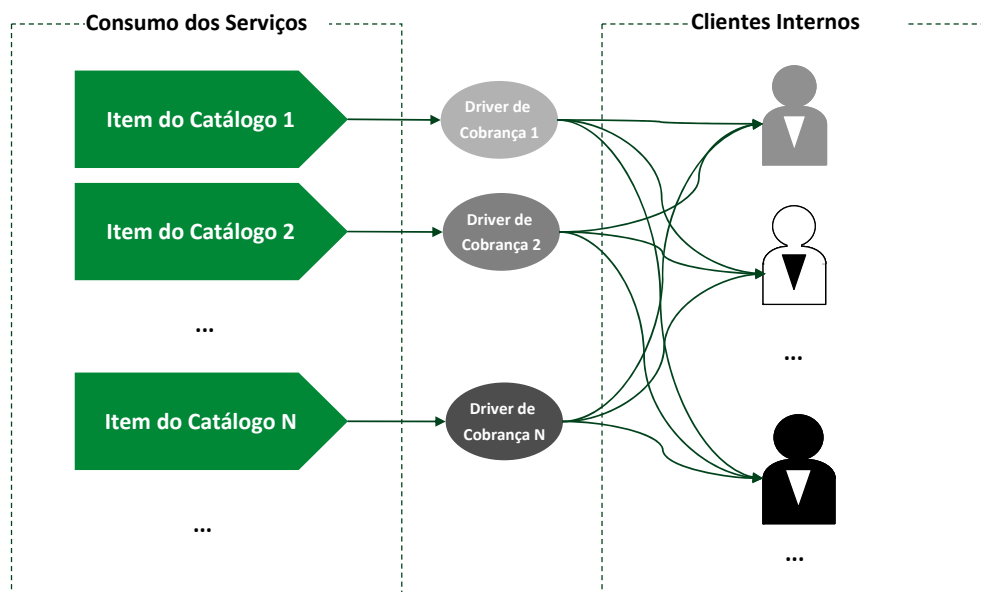 Consumo dos Serviços
Clientes Internos
Item do Catálogo 1
Driver de
Cobrança 1
Item do Catálogo 2
Driver de
Cobrança 2
...
...
Item do Catálogo N
Driver de
Cobrança N
...
...